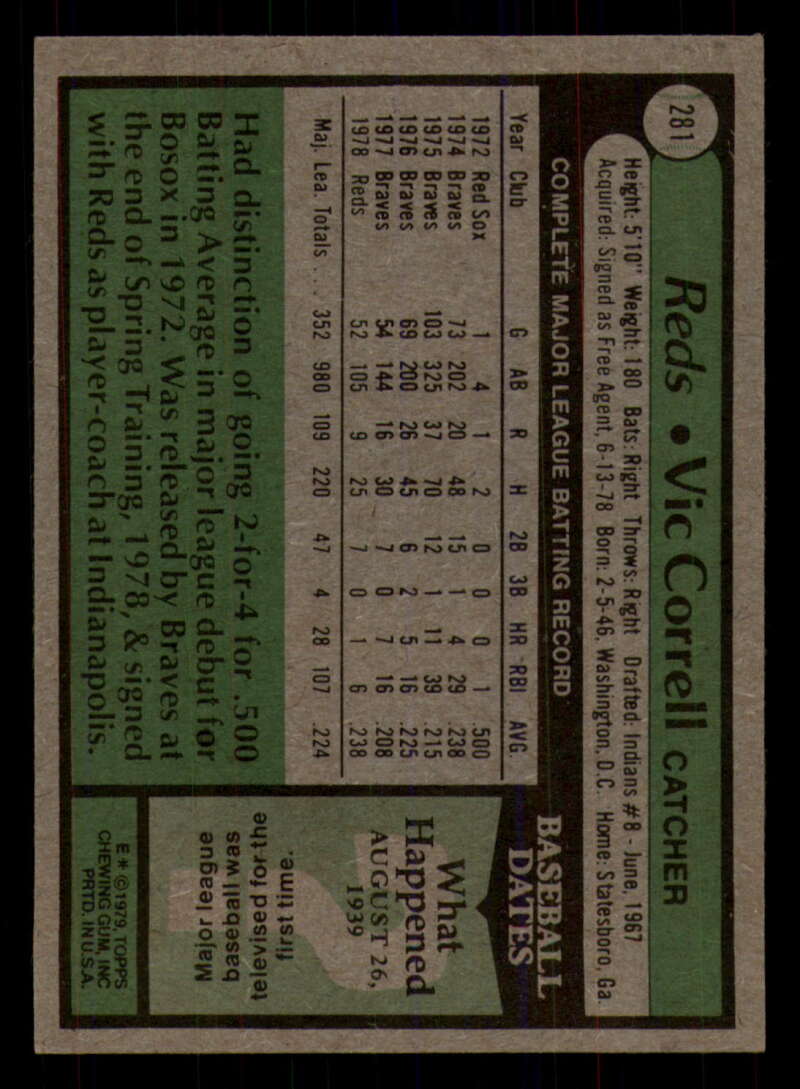 281
Reds • Vic Correll CATCHER
Height: 5'10" Weight: 180 Bats: Right Throws: Right Drafted: Indians #8 - June, 1967
Acquired: Signed as Free Agent, 6-13-78 Born: 2-5-46, Washington, D.C. Home: Statesboro, Ga.
COMPLETE MAJOR LEAGUE BATTING RECORD
Year Club G AB R H 2B 3B HR RBI AVG.
1972 Red Sox 1 4 1 2 0 0 0 1 .500
1974 Braves 73 202 20 48 15 1 4 29 .238
1975 Braves 103 325 37 70 12 1 11 39 .215
1976 Braves 69 200 26 45 6 2 5 16 .225
1977 Braves 54 144 16 30 7 0 7 16 .208
1978 Reds 52 105 9 25 7 0 1 6 .238
Maj. Lea. Totals . . . 352 980 109 220 47 4 28 107 .224
Had distinction of going 2-for-4 for .500
Batting Average in major league debut for
Bosox in 1972. Was released by Braves at
the end of Spring Training, 1978, & signed
with Reds as player-coach at Indianapolis.
BASEBALL
DATES
What
Happened
AUGUST 26,
1939
Major league
baseball was
televised for the
first time.
E* ©1979, TOPPS
CHEWING GUM, INC
PRTD. IN U.S.A.